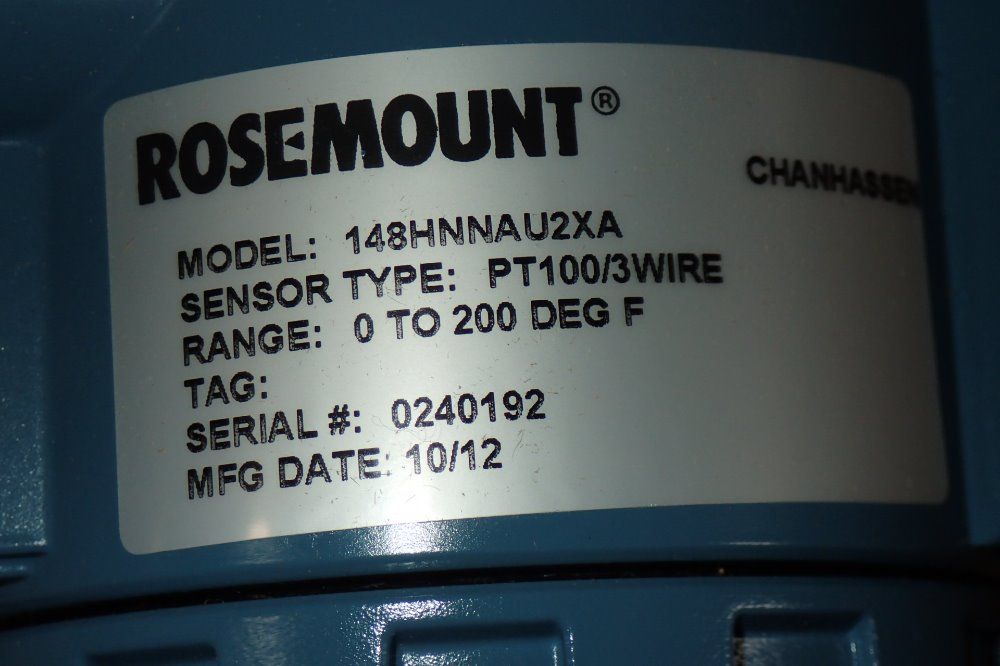 ROSEMOUNT®
CHANHASSEN
MODEL: 148HNNAU2XA
SENSOR TYPE: PT100/3WIRE
RANGE: 0 TO 200 DEG F
TAG:
SERIAL #: 0240192
MFG DATE: 10/12